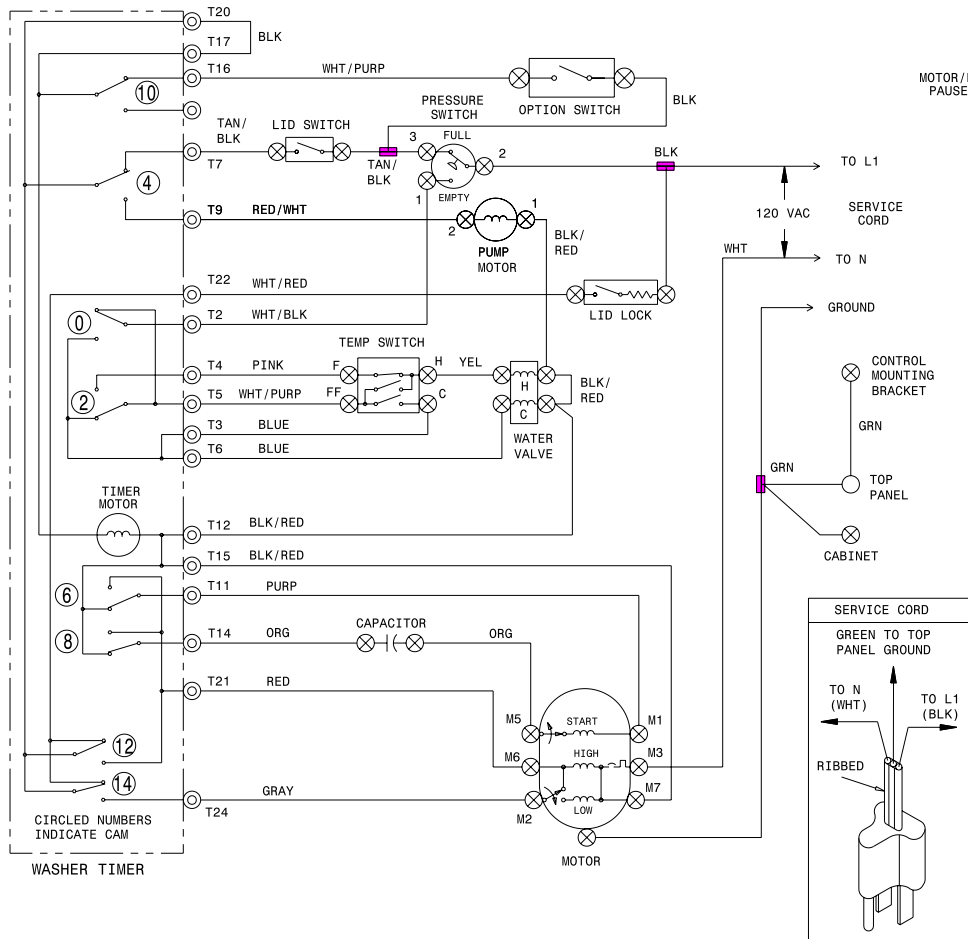 T20
BLK
T17
T16
WHT/PURP
BLK
OPTION SWITCH
MOTOR/
PAUSE
10
PRESSURE
SWITCH
TAN/
BLK
LID SWITCH
3
FULL
2
BLK
TO L1
T7
TAN/
BLK
4
1
EMPTY
120 VAC
SERVICE
CORD
T9
RED/WHT
2
1
PUMP
MOTOR
BLK/
RED
WHT
TO N
T22
WHT/RED
LID LOCK
GROUND
0
T2
WHT/BLK
TEMP SWITCH
T4
PINK
F
H
YEL
H
BLK/
RED
CONTROL
MOUNTING
BRACKET
2
T5
WHT/PURP
FF
C
C
WATER
VALVE
GRN
T3
BLUE
T6
BLUE
GRN
TOP
PANEL
TIMER
MOTOR
T12
BLK/RED
CABINET
T15
BLK/RED
6
T11
PURP
8
T14
ORG
CAPACITOR
ORG
T21
RED
M5
START
M1
12
M6
HIGH
M3
14
M2
LOW
M7
T24
GRAY
MOTOR
CIRCLED NUMBERS
INDICATE CAM
WASHER TIMER
SERVICE CORD
GREEN TO TOP
PANEL GROUND
TO N
(WHT)
TO L1
(BLK)
RIBBED